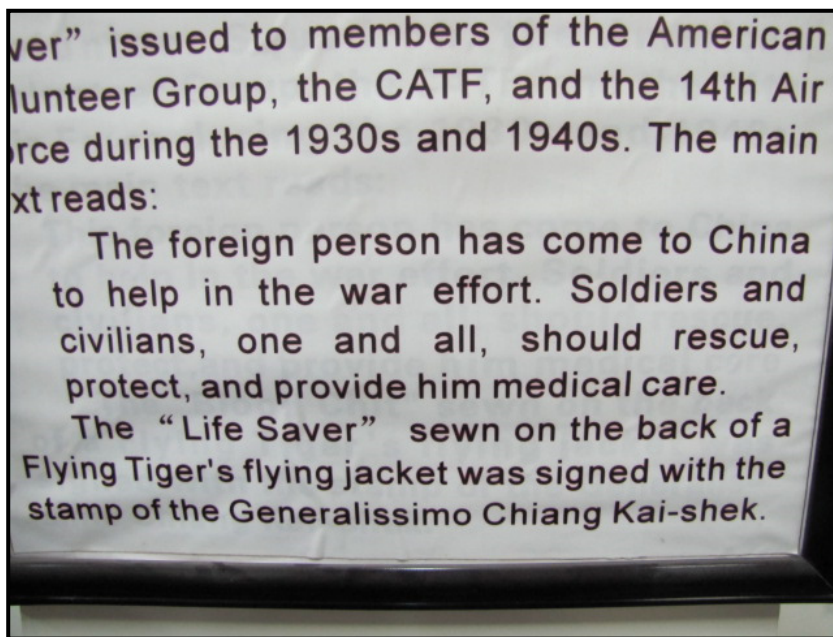 ver” issued to members of the American
lunteer Group, the CATF, and the 14th Air
orce during the 1930s and 1940s. The main
xt reads:
The foreign person has come to China
to help in the war effort. Soldiers and
civilians, one and all, should rescue,
protect, and provide him medical care.
The “Life Saver” sewn on the back of a
Flying Tiger's flying jacket was signed with the
stamp of the Generalissimo Chiang Kai-shek.